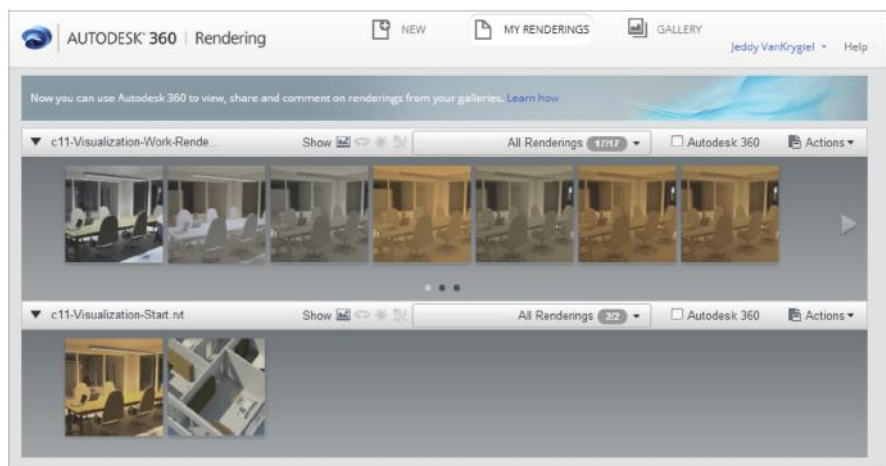 AUTODESK® 360 | Rendering
NEW
MY RENDERINGS
GALLERY
Jeddy VanKrygiel
Help
Now you can use Autodesk 360 to view, share and comment on renderings from your galleries. Learn how
c11-Visualization-Work-Rende...
Show
All Renderings 17/17
Autodesk 360
Actions
c11-Visualization-Start.rvt
Show
All Renderings 2/2
Autodesk 360
Actions